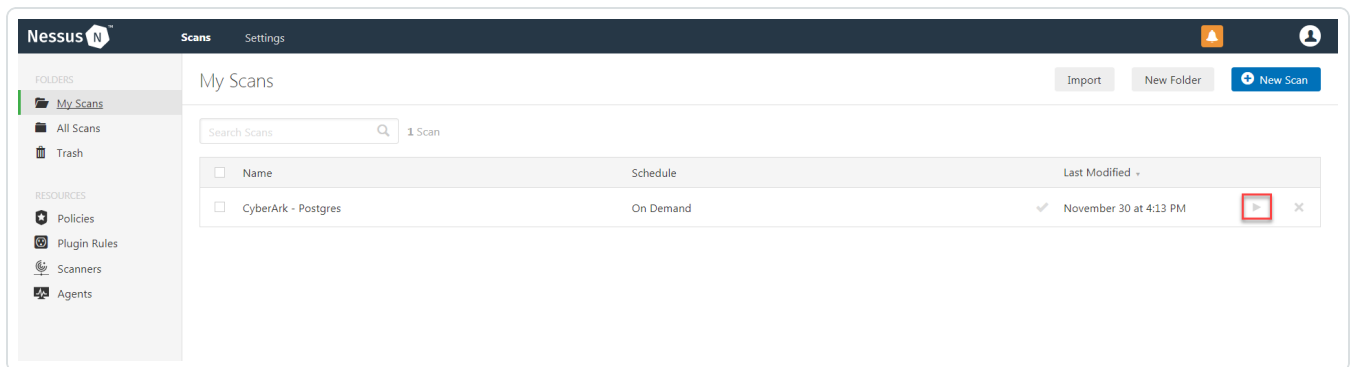 Nessus N ™ Scans Settings
FOLDERS
My Scans
All Scans
Trash
RESOURCES
Policies
Plugin Rules
Scanners
Agents
My Scans
Import New Folder New Scan
Search Scans 1 Scan
Name Schedule Last Modified
CyberArk - Postgres On Demand November 30 at 4:13 PM